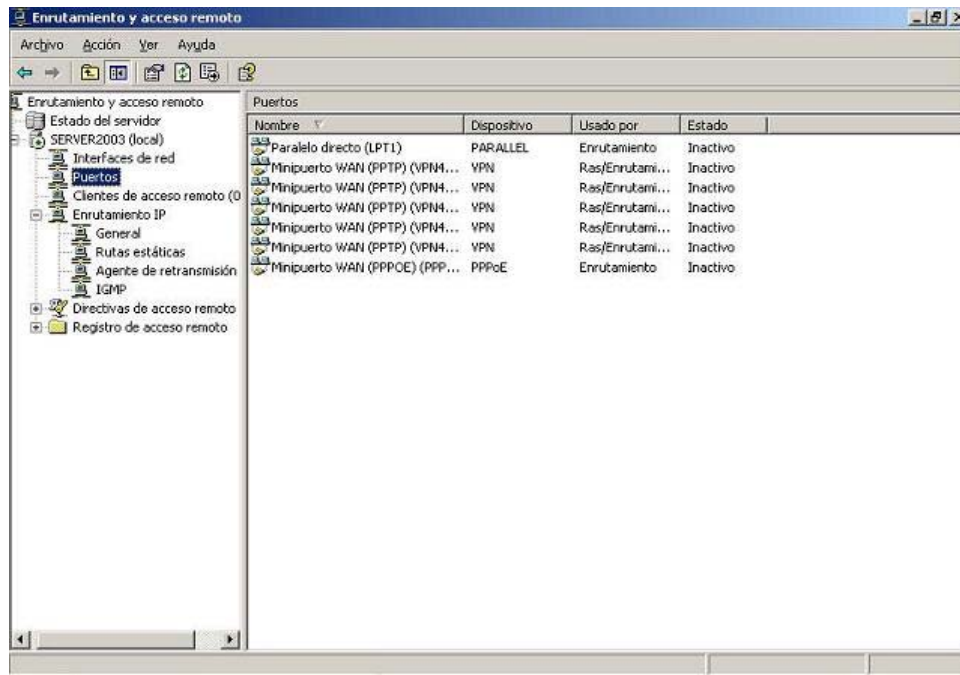 Enrutamiento y acceso remoto
Archivo Acción Ver Ayuda
Enrutamiento y acceso remoto
Estado del servidor
SERVER2003 (local)
Interfaces de red
Puertos
Clientes de acceso remoto (0
Enrutamiento IP
General
Rutas estáticas
Agente de retransmisión
IGMP
Directivas de acceso remoto
Registro de acceso remoto
Puertos
Nombre Dispositivo Usado por Estado
Paralelo directo (LPT1) PARALLEL Enrutamiento Inactivo
Minipuerto WAN (PPTP) (VPN4... VPN Ras/Enrutami... Inactivo
Minipuerto WAN (PPTP) (VPN4... VPN Ras/Enrutami... Inactivo
Minipuerto WAN (PPTP) (VPN4... VPN Ras/Enrutami... Inactivo
Minipuerto WAN (PPTP) (VPN4... VPN Ras/Enrutami... Inactivo
Minipuerto WAN (PPTP) (VPN4... VPN Ras/Enrutami... Inactivo
Minipuerto WAN (PPPOE) (PPP... PPPoE Enrutamiento Inactivo